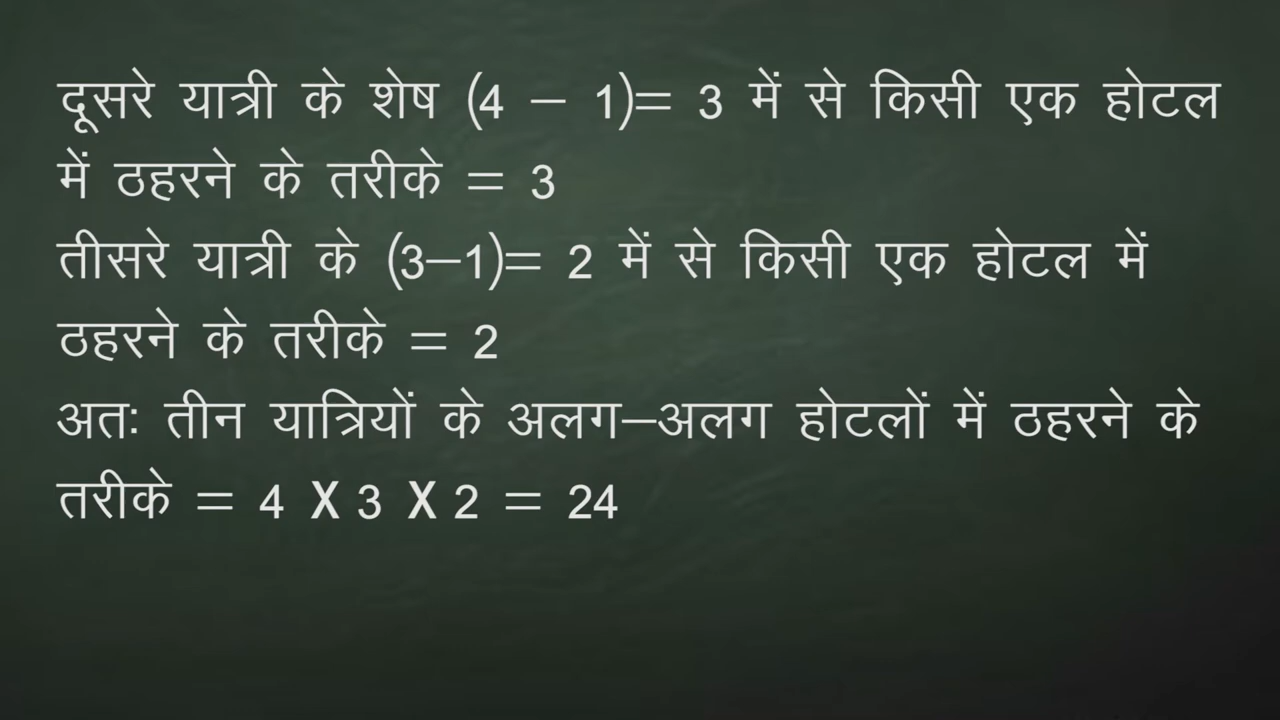 दूसरे यात्री के शेष (4 – 1)= 3 में से किसी एक होटल
में ठहरने के तरीके = 3
तीसरे यात्री के (3–1)= 2 में से किसी एक होटल में
ठहरने के तरीके = 2
अतः तीन यात्रियों के अलग–अलग होटलों में ठहरने के
तरीके = 4 X 3 X 2 = 24